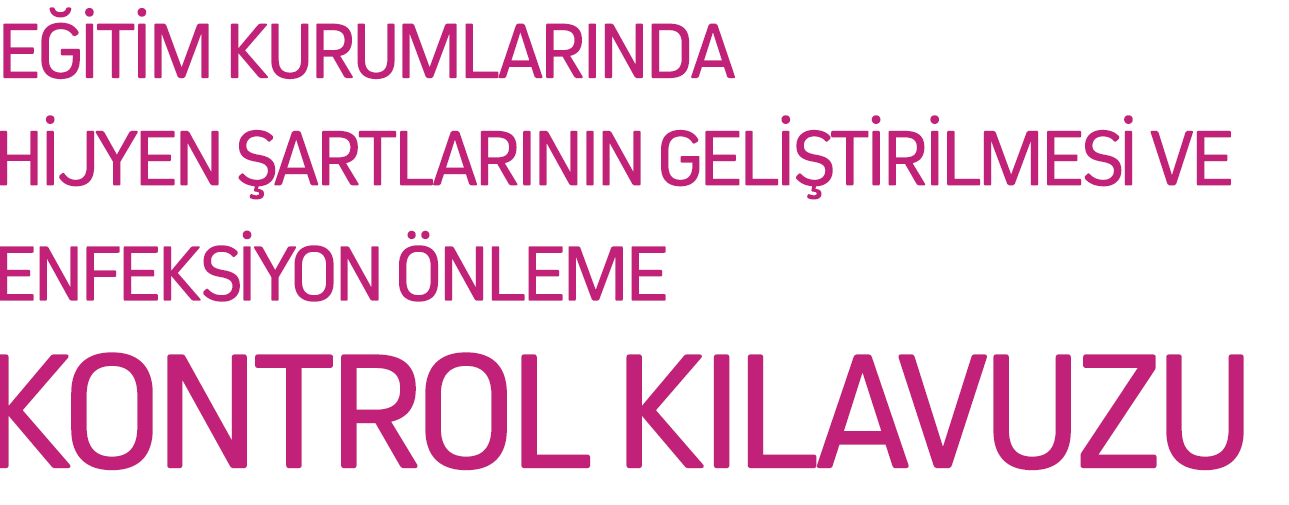 EĞİTİM KURUMLARINDA
HİJYEN ŞARTLARININ GELİŞTİRİLMESİ VE
ENFEKSİYON ÖNLEME
KONTROL KILAVUZU